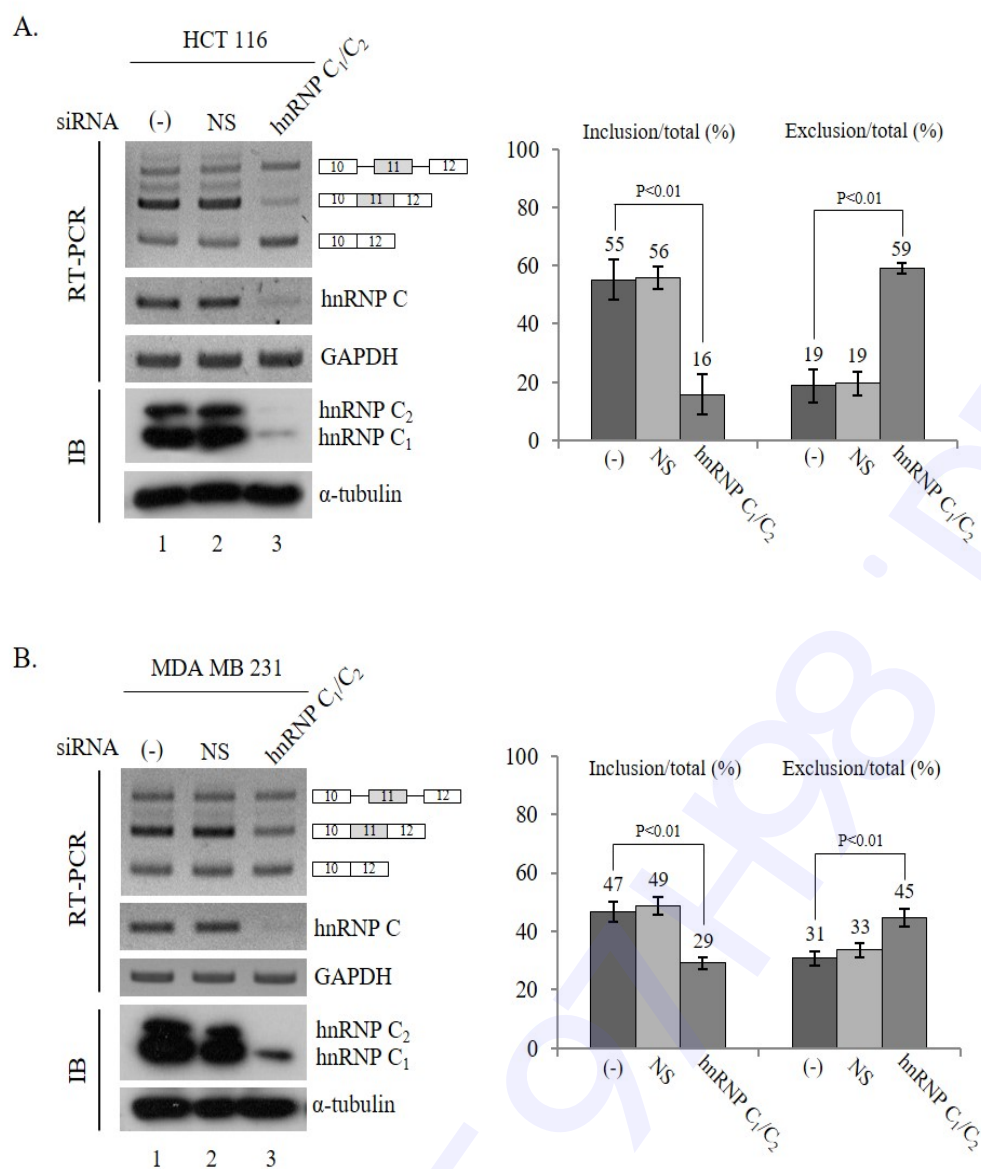 A.
HCT 116
siRNA (-) NS hnRNP C₁/C₂
RT-PCR
10 11 12
10 11 12
10 12
hnRNP C
GAPDH
IB
hnRNP C₂
hnRNP C₁
α-tubulin
1 2 3
Inclusion/total (%) Exclusion/total (%)
100
80
60
40
20
0
P<0.01 P<0.01
55 56 16 19 19 59
(-) NS hnRNP C₁/C₂ (-) NS hnRNP C₁/C₂
B.
MDA MB 231
siRNA (-) NS hnRNP C₁/C₂
RT-PCR
10 11 12
10 11 12
10 12
hnRNP C
GAPDH
IB
hnRNP C₂
hnRNP C₁
α-tubulin
1 2 3
Inclusion/total (%) Exclusion/total (%)
100
80
60
40
20
0
P<0.01 P<0.01
47 49 29 31 33 45
(-) NS hnRNP C₁/C₂ (-) NS hnRNP C₁/C₂